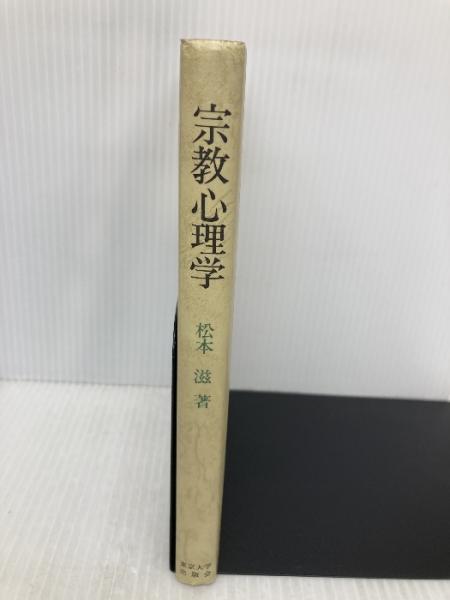 宗教心理学
松本 滋 著
東京大学
出版会